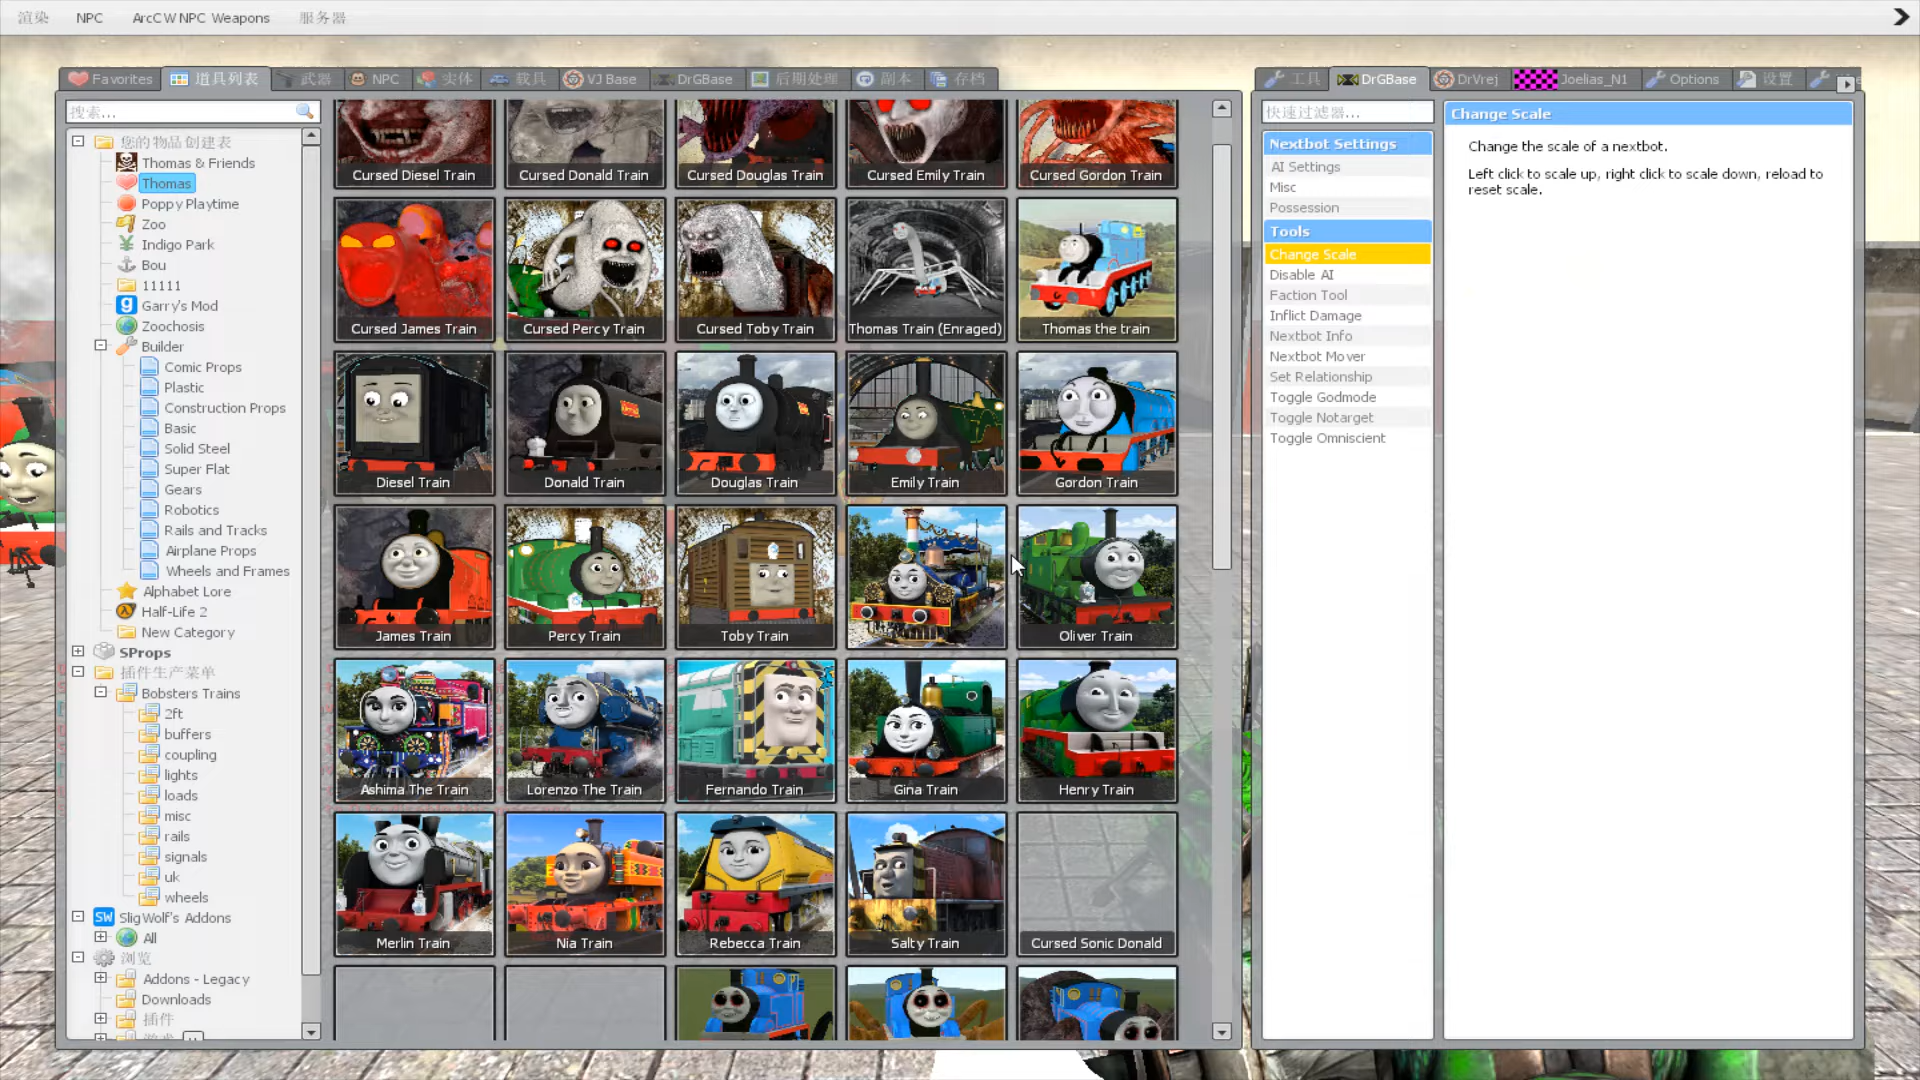 渲染 NPC ArcCW NPC Weapons 服务器
Favorites 道具列表 武器 NPC 实体 载具 VJ Base DrGBase 后期处理 副本 存档
工具 DrGBase DrVrej Joelias_N1 Options 设置
搜索...
您的物品创建表
Thomas & Friends
Thomas
Poppy Playtime
Zoo
Indigo Park
Bou
11111
Garry's Mod
Zoochosis
Builder
Comic Props
Plastic
Construction Props
Basic
Solid Steel
Super Flat
Gears
Robotics
Rails and Tracks
Airplane Props
Wheels and Frames
Alphabet Lore
Half-Life 2
New Category
SProps
插件生产菜单
Bobsters Trains
2ft
buffers
coupling
lights
loads
misc
rails
signals
uk
wheels
SW SligWolf's Addons
All
浏览
Addons - Legacy
Downloads
插件
Cursed Diesel Train Cursed Donald Train Cursed Douglas Train Cursed Emily Train Cursed Gordon Train
Cursed James Train Cursed Percy Train Cursed Toby Train Thomas Train (Enraged) Thomas the train
Diesel Train Donald Train Douglas Train Emily Train Gordon Train
James Train Percy Train Toby Train Oliver Train
Ashima The Train Lorenzo The Train Fernando Train Gina Train Henry Train
Merlin Train Nia Train Rebecca Train Salty Train Cursed Sonic Donald
快速过滤器...
Nextbot Settings
AI Settings
Misc
Possession
Tools
Change Scale
Disable AI
Faction Tool
Inflict Damage
Nextbot Info
Nextbot Mover
Set Relationship
Toggle Godmode
Toggle Notarget
Toggle Omniscient
Change Scale
Change the scale of a nextbot.
Left click to scale up, right click to scale down, reload to
reset scale.